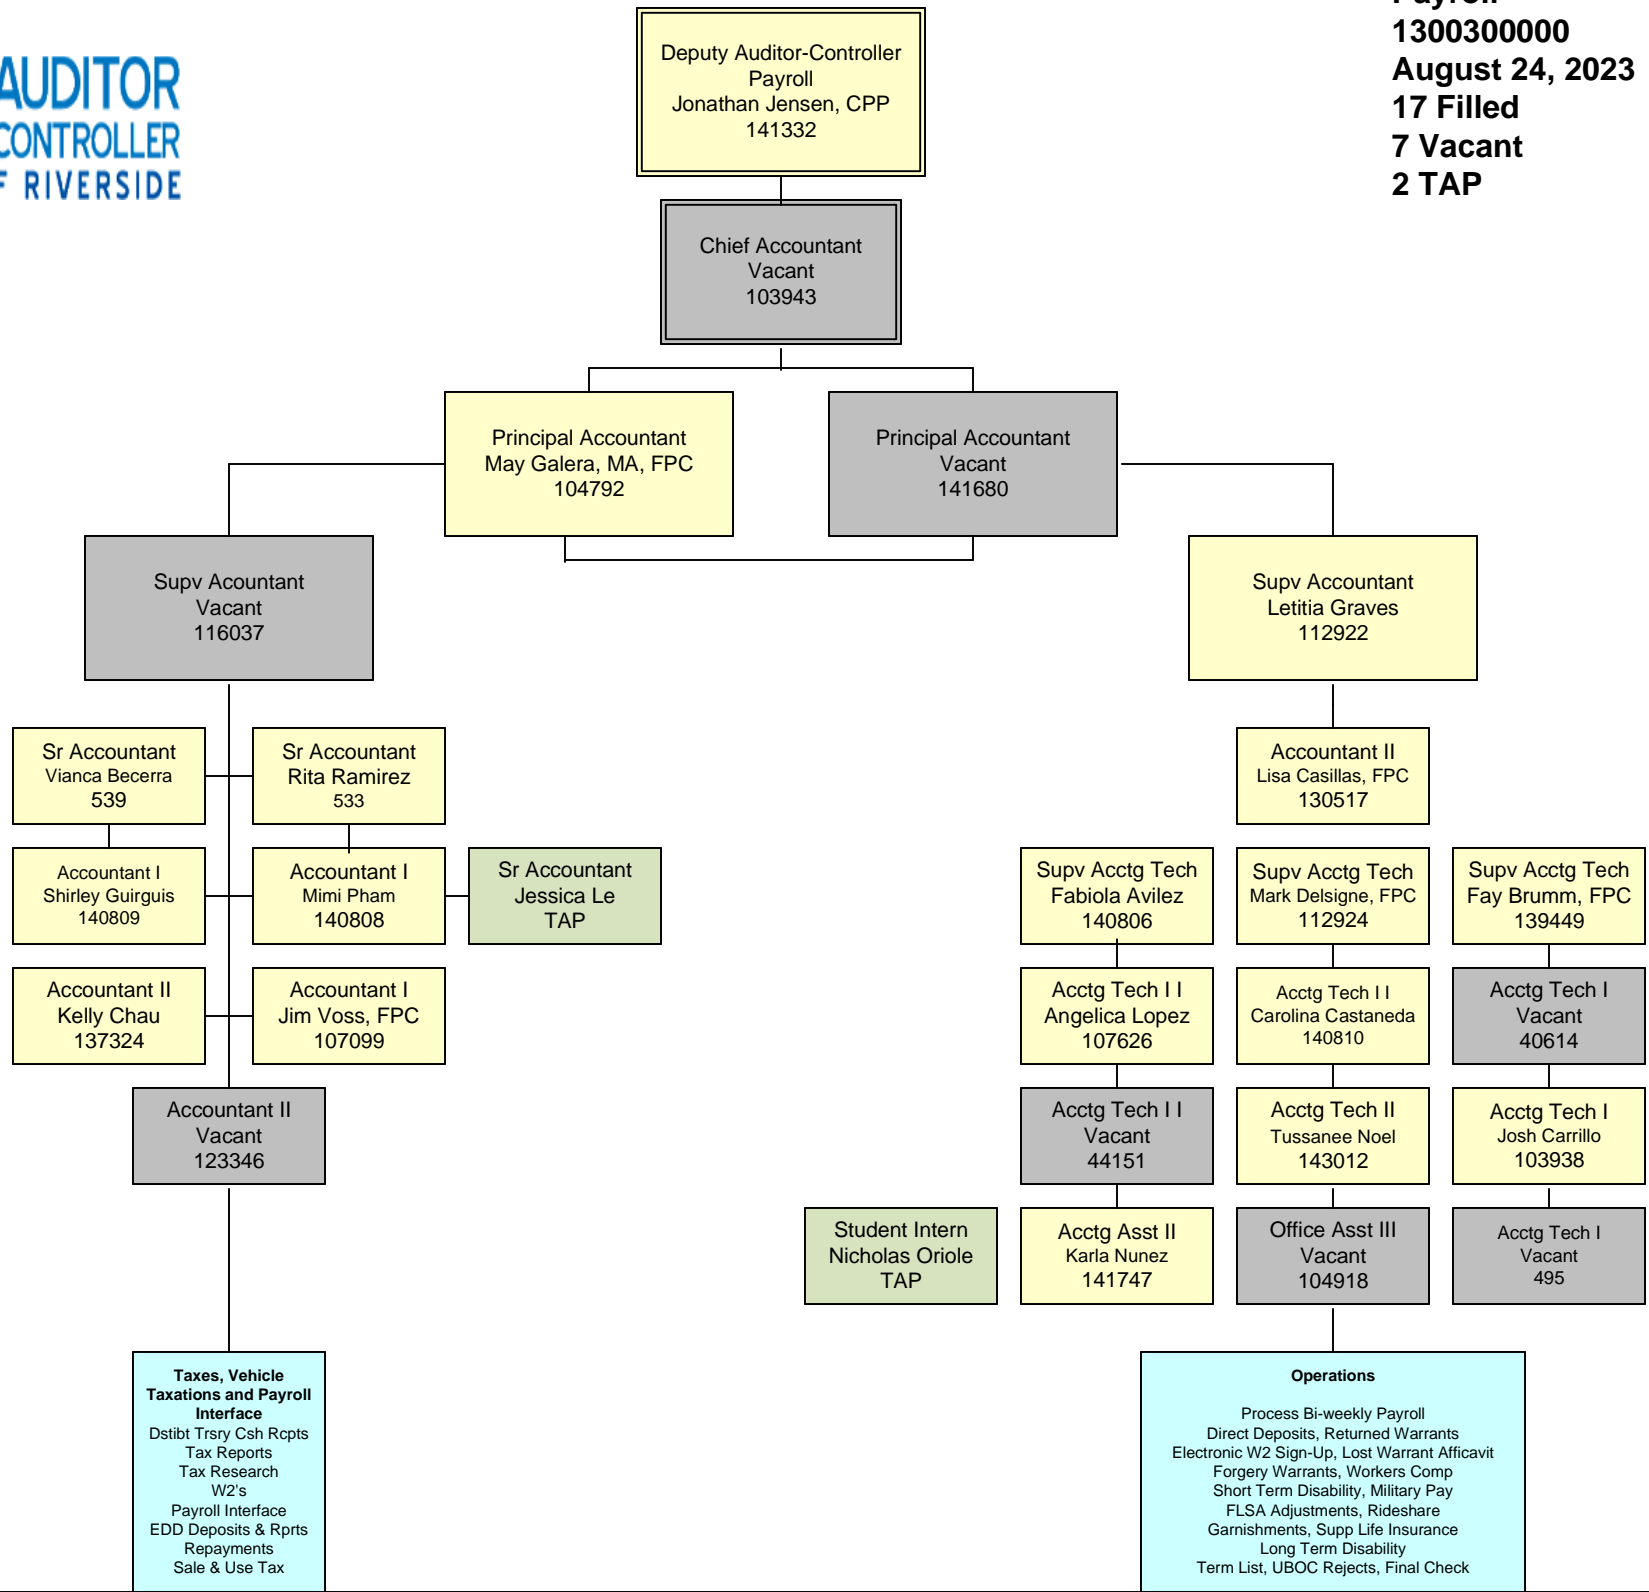 Payroll
1300300000
August 24, 2023
17 Filled
7 Vacant
2 TAP
AUDITOR
CONTROLLER
F RIVERSIDE
Deputy Auditor-Controller
Payroll
Jonathan Jensen, CPP
141332
Chief Accountant
Vacant
103943
Principal Accountant
May Galera, MA, FPC
104792
Principal Accountant
Vacant
141680
Supv Acountant
Vacant
116037
Supv Accountant
Letitia Graves
112922
Sr Accountant
Vianca Becerra
539
Sr Accountant
Rita Ramirez
533
Accountant II
Lisa Casillas, FPC
130517
Accountant I
Shirley Guirguis
140809
Accountant I
Mimi Pham
140808
Sr Accountant
Jessica Le
TAP
Supv Acctg Tech
Fabiola Avilez
140806
Supv Acctg Tech
Mark Delsigne, FPC
112924
Supv Acctg Tech
Fay Brumm, FPC
139449
Accountant II
Kelly Chau
137324
Accountant I
Jim Voss, FPC
107099
Acctg Tech I I
Angelica Lopez
107626
Acctg Tech I I
Carolina Castaneda
140810
Acctg Tech I
Vacant
40614
Accountant II
Vacant
123346
Acctg Tech I I
Vacant
44151
Acctg Tech II
Tussanee Noel
143012
Acctg Tech I
Josh Carrillo
103938
Student Intern
Nicholas Oriole
TAP
Acctg Asst II
Karla Nunez
141747
Office Asst III
Vacant
104918
Acctg Tech I
Vacant
495
Taxes, Vehicle
Taxations and Payroll
Interface
Dstibt Trsry Csh Rcpts
Tax Reports
Tax Research
W2's
Payroll Interface
EDD Deposits & Rprts
Repayments
Sale & Use Tax
Operations
Process Bi-weekly Payroll
Direct Deposits, Returned Warrants
Electronic W2 Sign-Up, Lost Warrant Afficavit
Forgery Warrants, Workers Comp
Short Term Disability, Military Pay
FLSA Adjustments, Rideshare
Garnishments, Supp Life Insurance
Long Term Disability
Term List, UBOC Rejects, Final Check